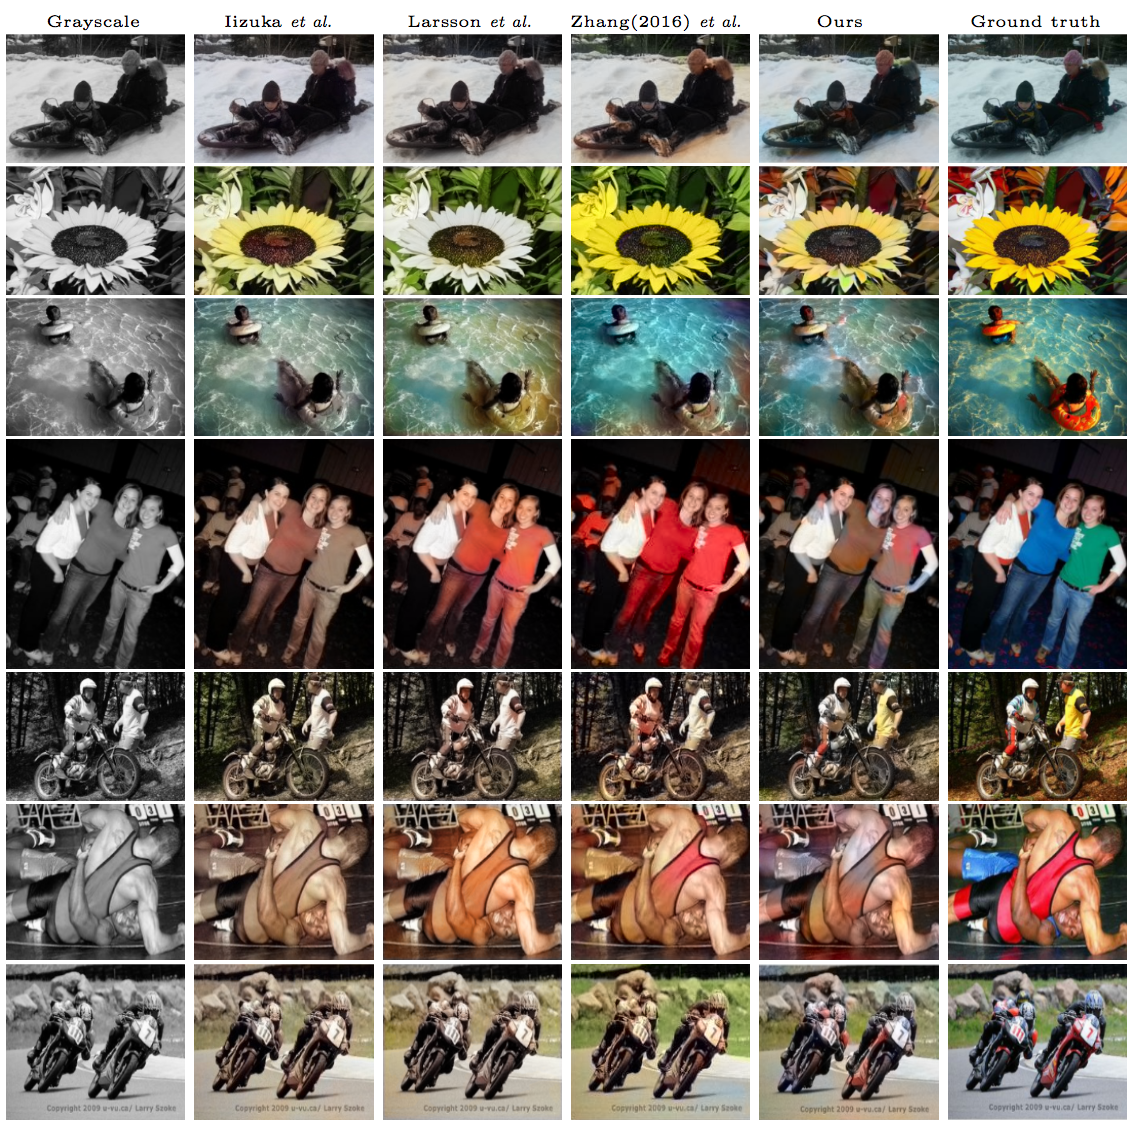 Grayscale
Iizuka et al.
Larsson et al.
Zhang(2016) et al.
Ours
Ground truth
Copyright 2009 u-vu.ca/ Larry Szoke
Copyright 2009 u-vu.ca/ Larry Szoke
Copyright 2009 u-vu.ca/ Larry Szoke
Copyright 2009 u-vu.ca/ Larry Szoke
Copyright 2009 u-vu.ca/ Larry Szoke
Copyright 2009 u-vu.ca/ Larry Szoke